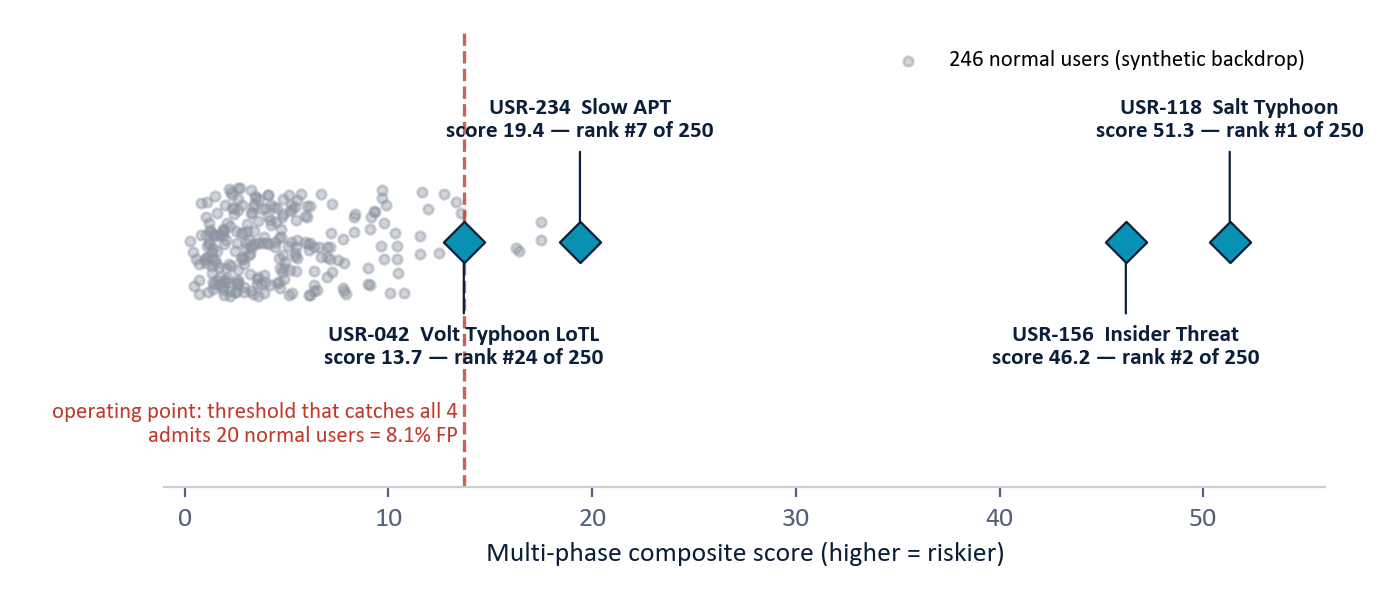 246 normal users (synthetic backdrop)
USR-234 Slow APT
score 19.4 — rank #7 of 250
USR-118 Salt Typhoon
score 51.3 — rank #1 of 250
USR-042 Volt Typhoon LoTL
score 13.7 — rank #24 of 250
USR-156 Insider Threat
score 46.2 — rank #2 of 250
operating point: threshold that catches all 4
admits 20 normal users = 8.1% FP
0 10 20 30 40 50
Multi-phase composite score (higher = riskier)